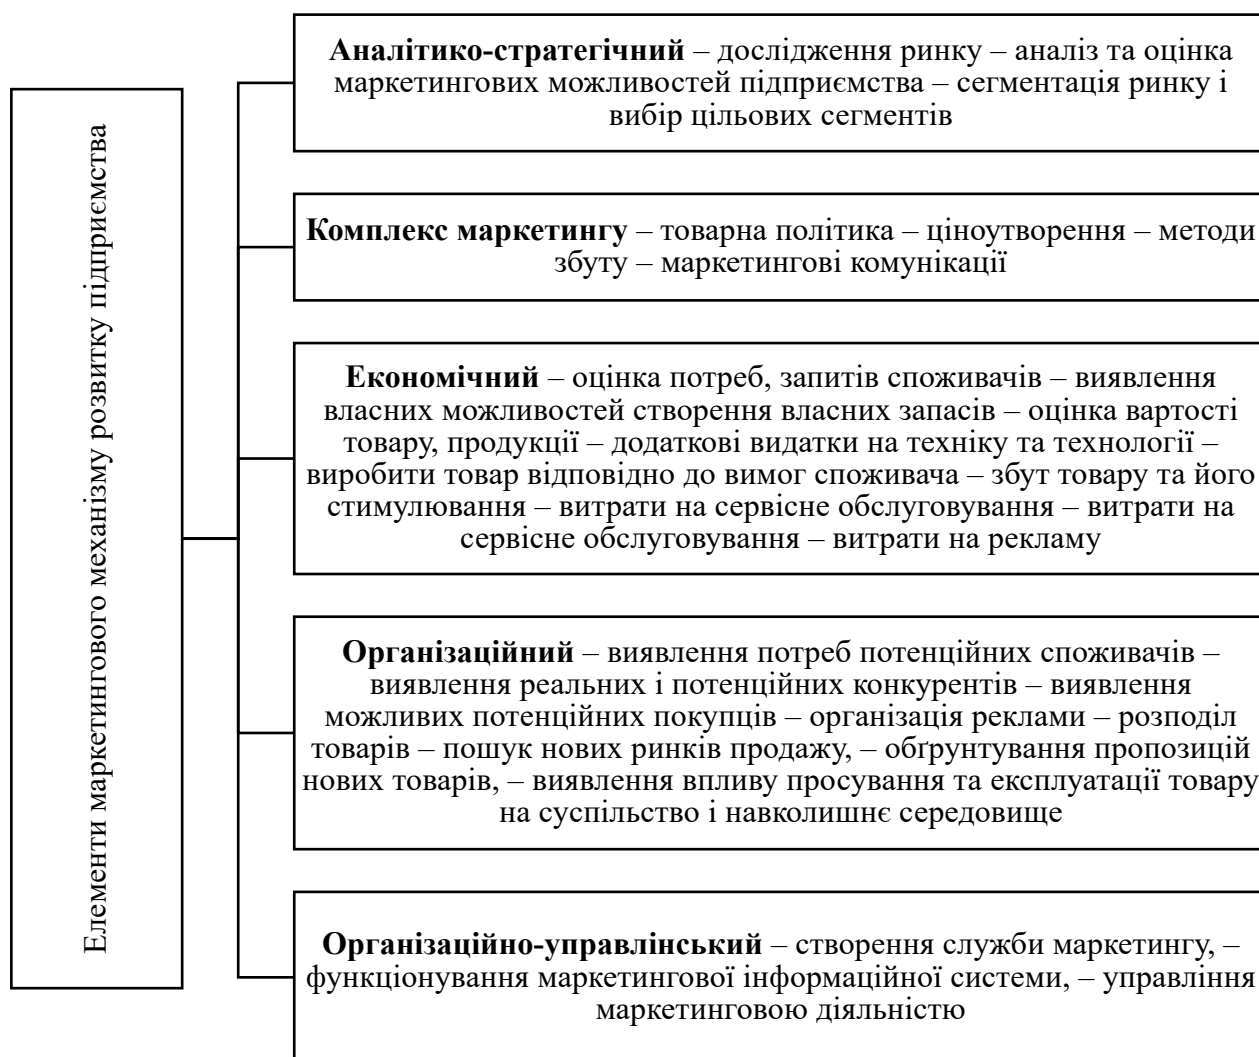 Елементи маркетингового механізму розвитку підприємства
Аналітико-стратегічний – дослідження ринку – аналіз та оцінка
маркетингових можливостей підприємства – сегментація ринку і
вибір цільових сегментів
Комплекс маркетингу – товарна політика – ціноутворення – методи
збуту – маркетингові комунікації
Економічний – оцінка потреб, запитів споживачів – виявлення
власних можливостей створення власних запасів – оцінка вартості
товару, продукції – додаткові видатки на техніку та технології –
виробити товар відповідно до вимог споживача – збут товару та його
стимулювання – витрати на сервісне обслуговування – витрати на
сервісне обслуговування – витрати на рекламу
Організаційний – виявлення потреб потенційних споживачів –
виявлення реальних і потенційних конкурентів – виявлення
можливих потенційних покупців – організація реклами – розподіл
товарів – пошук нових ринків продажу, – обґрунтування пропозицій
нових товарів, – виявлення впливу просування та експлуатації товару
на суспільство і навколишнє середовище
Організаційно-управлінський – створення служби маркетингу, –
функціонування маркетингової інформаційної системи, – управління
маркетинговою діяльністю